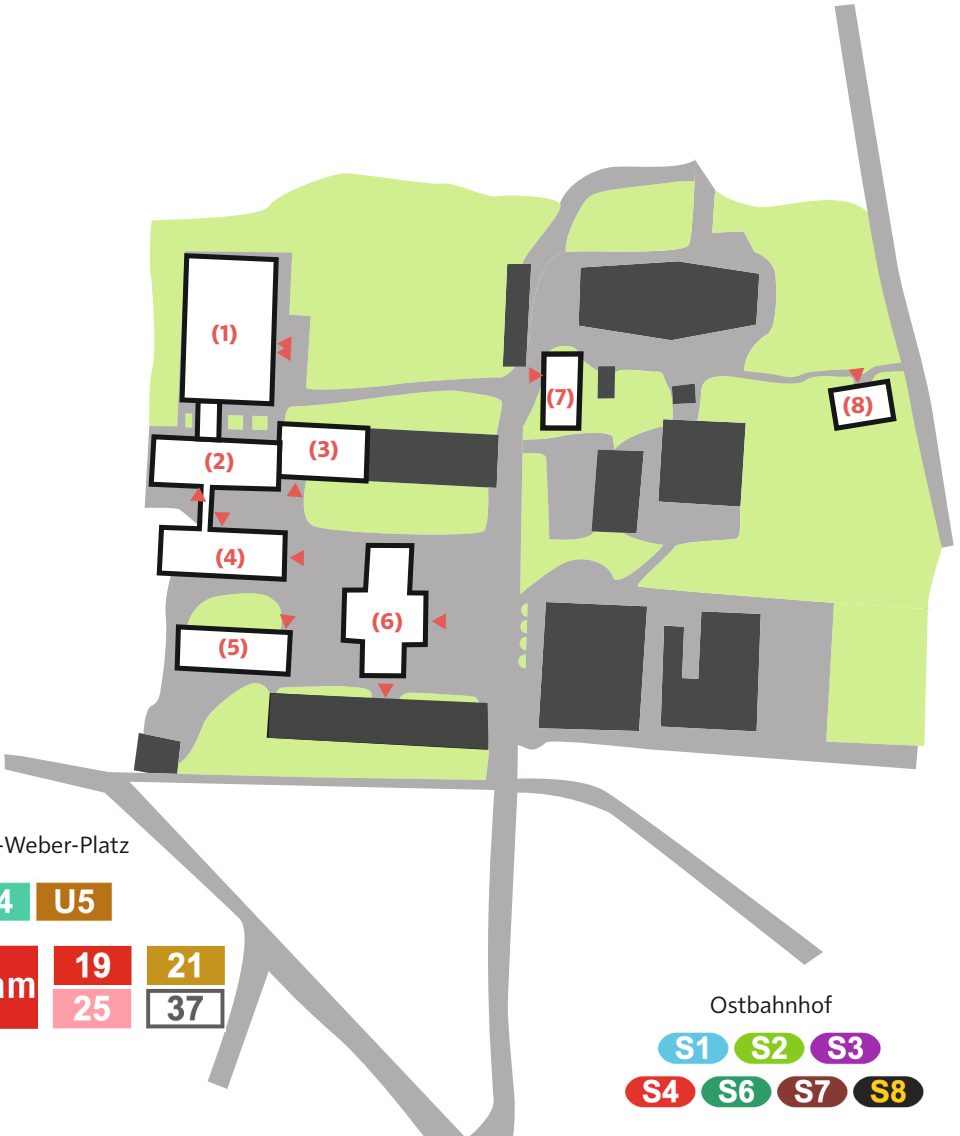 (1)
(2)
(3)
(4)
(5)
(6)
(7)
(8)
-Weber-Platz
4 U5
19 21
25 37
Ostbahnhof
S1 S2 S3
S4 S6 S7 S8